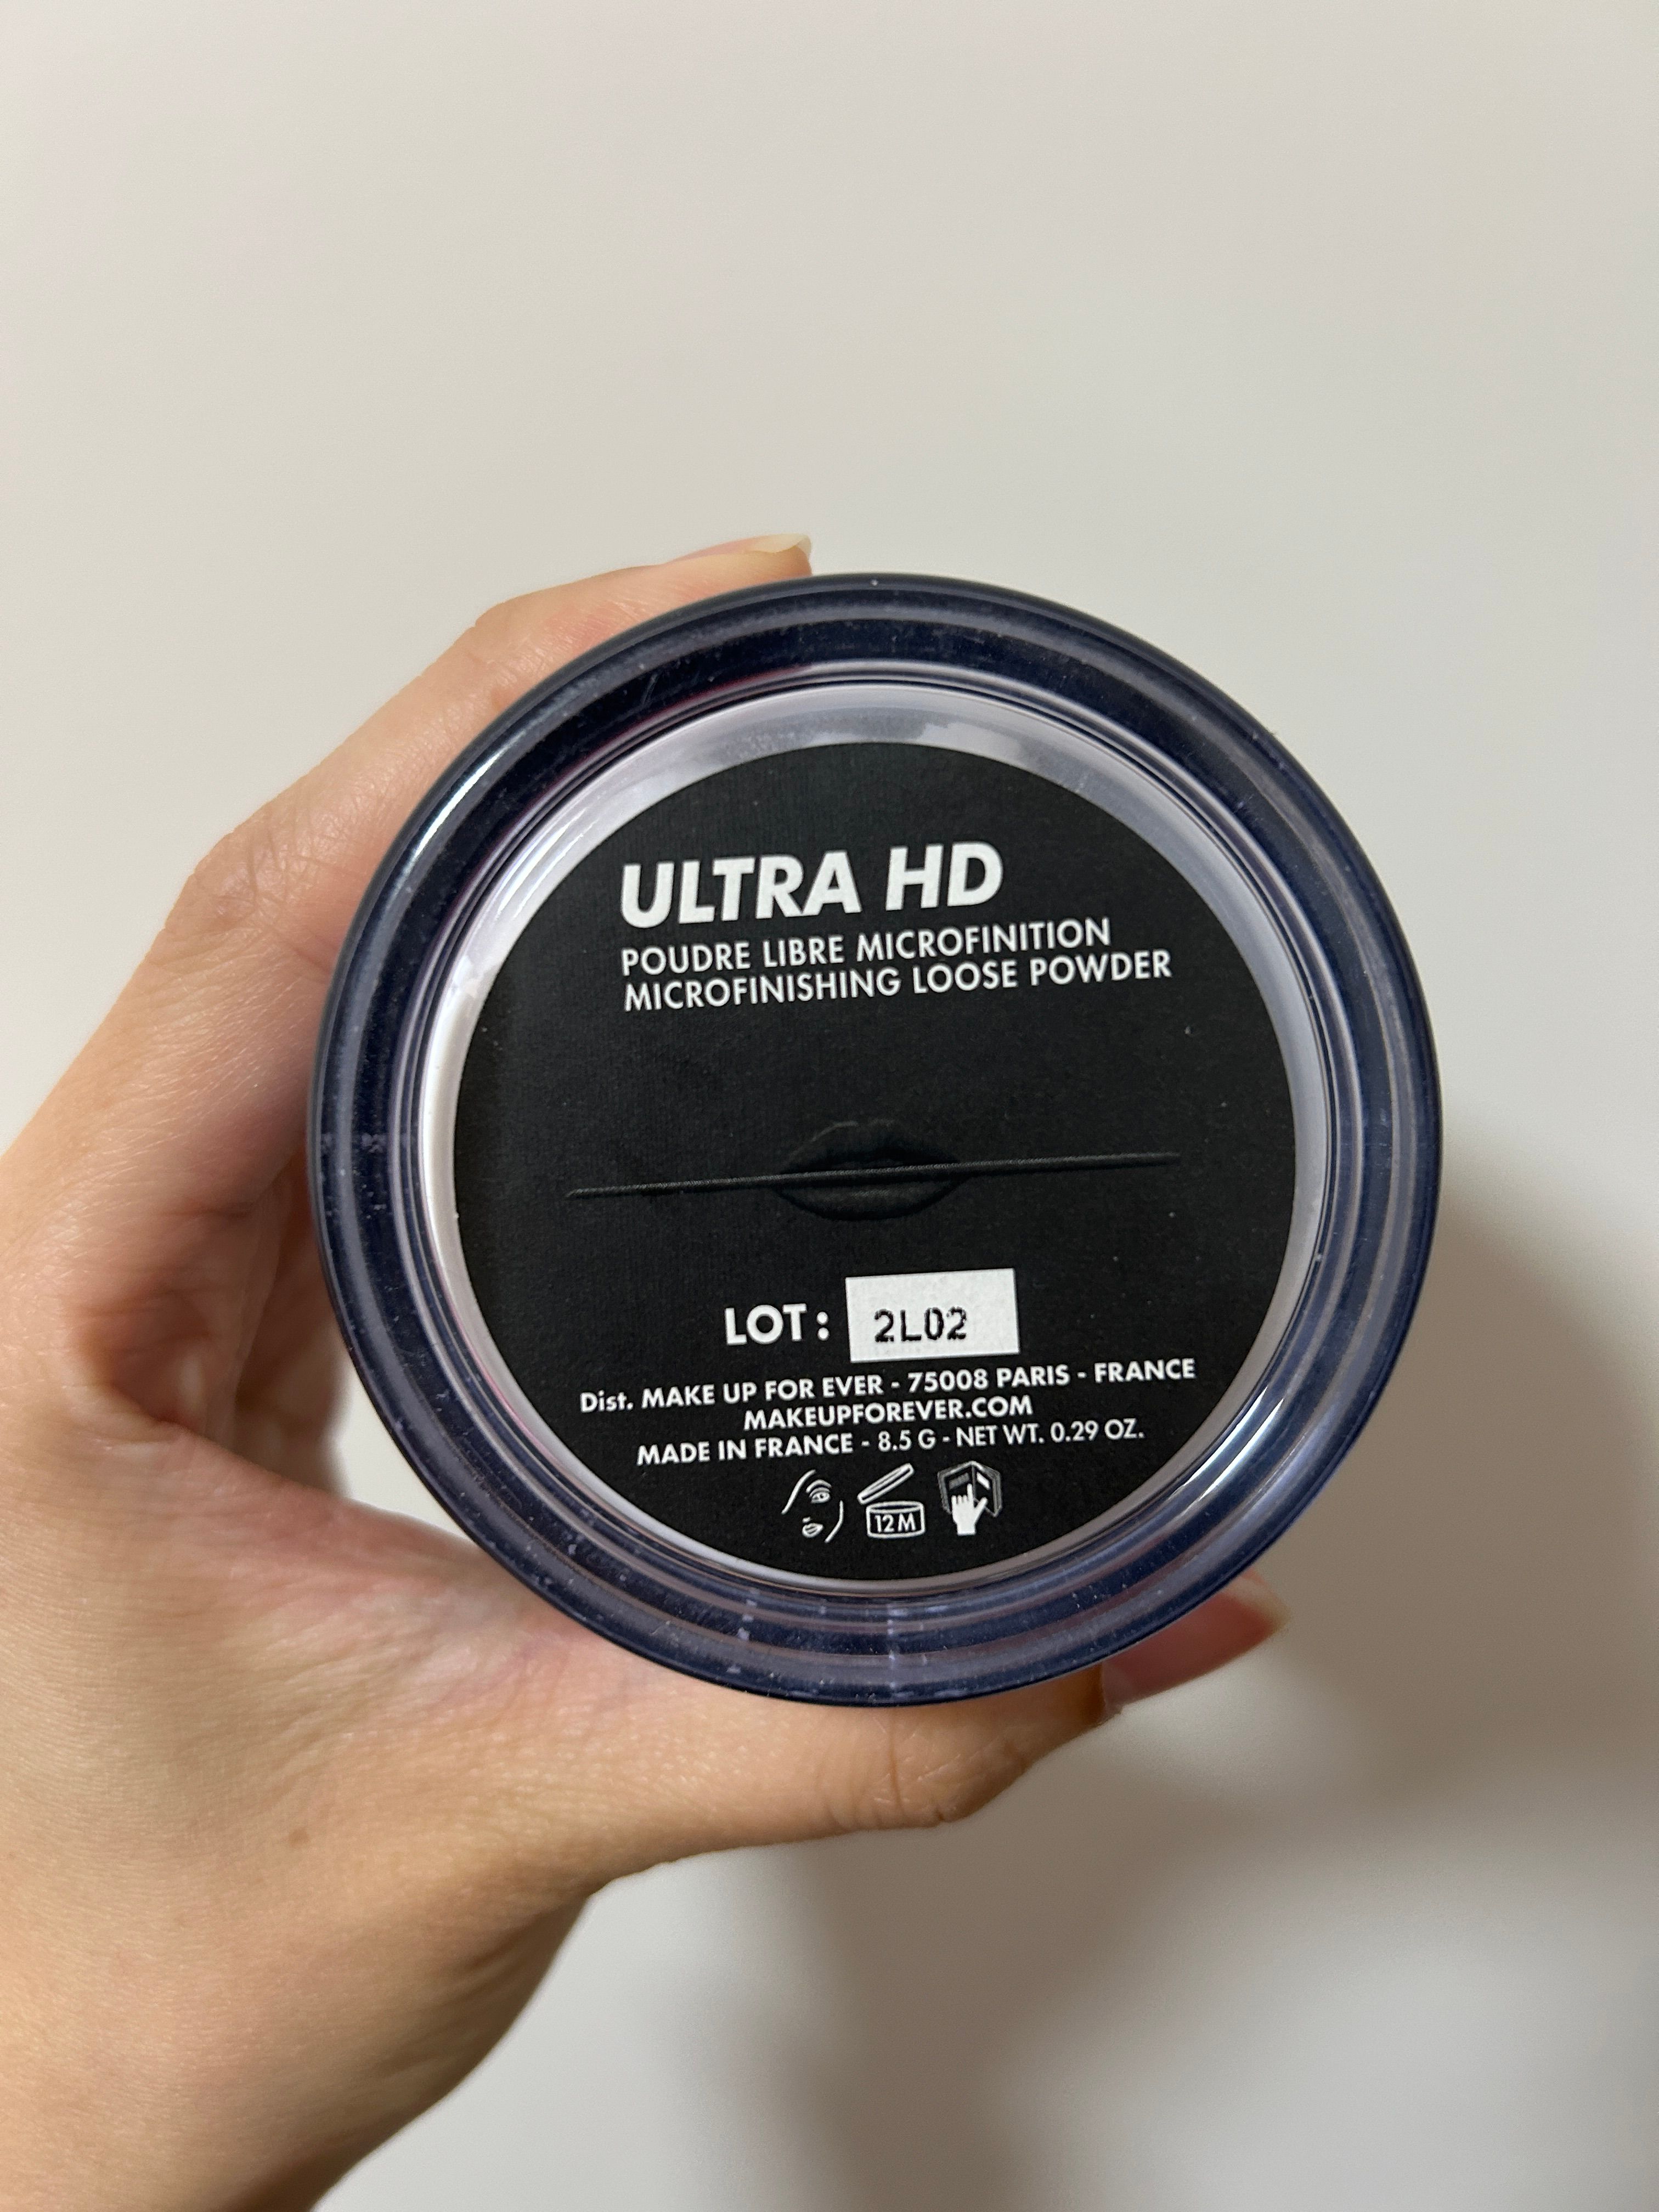 ULTRA HD
POUDRE LIBRE MICROFINITION
MICROFINISHING LOOSE POWDER
LOT : 2L02
Dist. MAKE UP FOR EVER - 75008 PARIS - FRANCE
MAKEUPFOREVER.COM
MADE IN FRANCE - 8.5 G - NET WT. 0.29 OZ.
12M